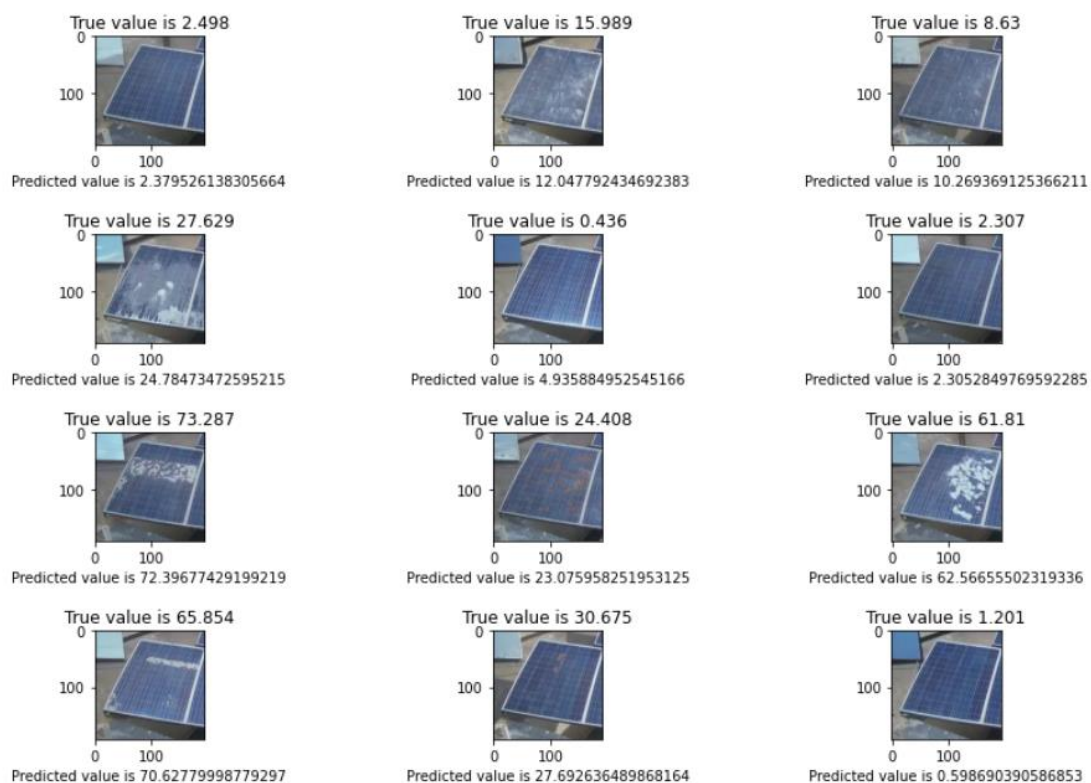 True value is 2.498
True value is 15.989
True value is 8.63
0
0
0
100
100
100
0 100
0 100
0 100
Predicted value is 2.379526138305664
Predicted value is 12.047792434692383
Predicted value is 10.269369125366211
True value is 27.629
True value is 0.436
True value is 2.307
0
0
0
100
100
100
0 100
0 100
0 100
Predicted value is 24.78473472595215
Predicted value is 4.935884952545166
Predicted value is 2.3052849769592285
True value is 73.287
True value is 24.408
True value is 61.81
0
0
0
100
100
100
0 100
0 100
0 100
Predicted value is 72.39677429199219
Predicted value is 23.075958251953125
Predicted value is 62.56655502319336
True value is 65.854
True value is 30.675
True value is 1.201
0
0
0
100
100
100
0 100
0 100
0 100
Predicted value is 70.62779998779297
Predicted value is 27.692636489868164
Predicted value is 0.598690390586853